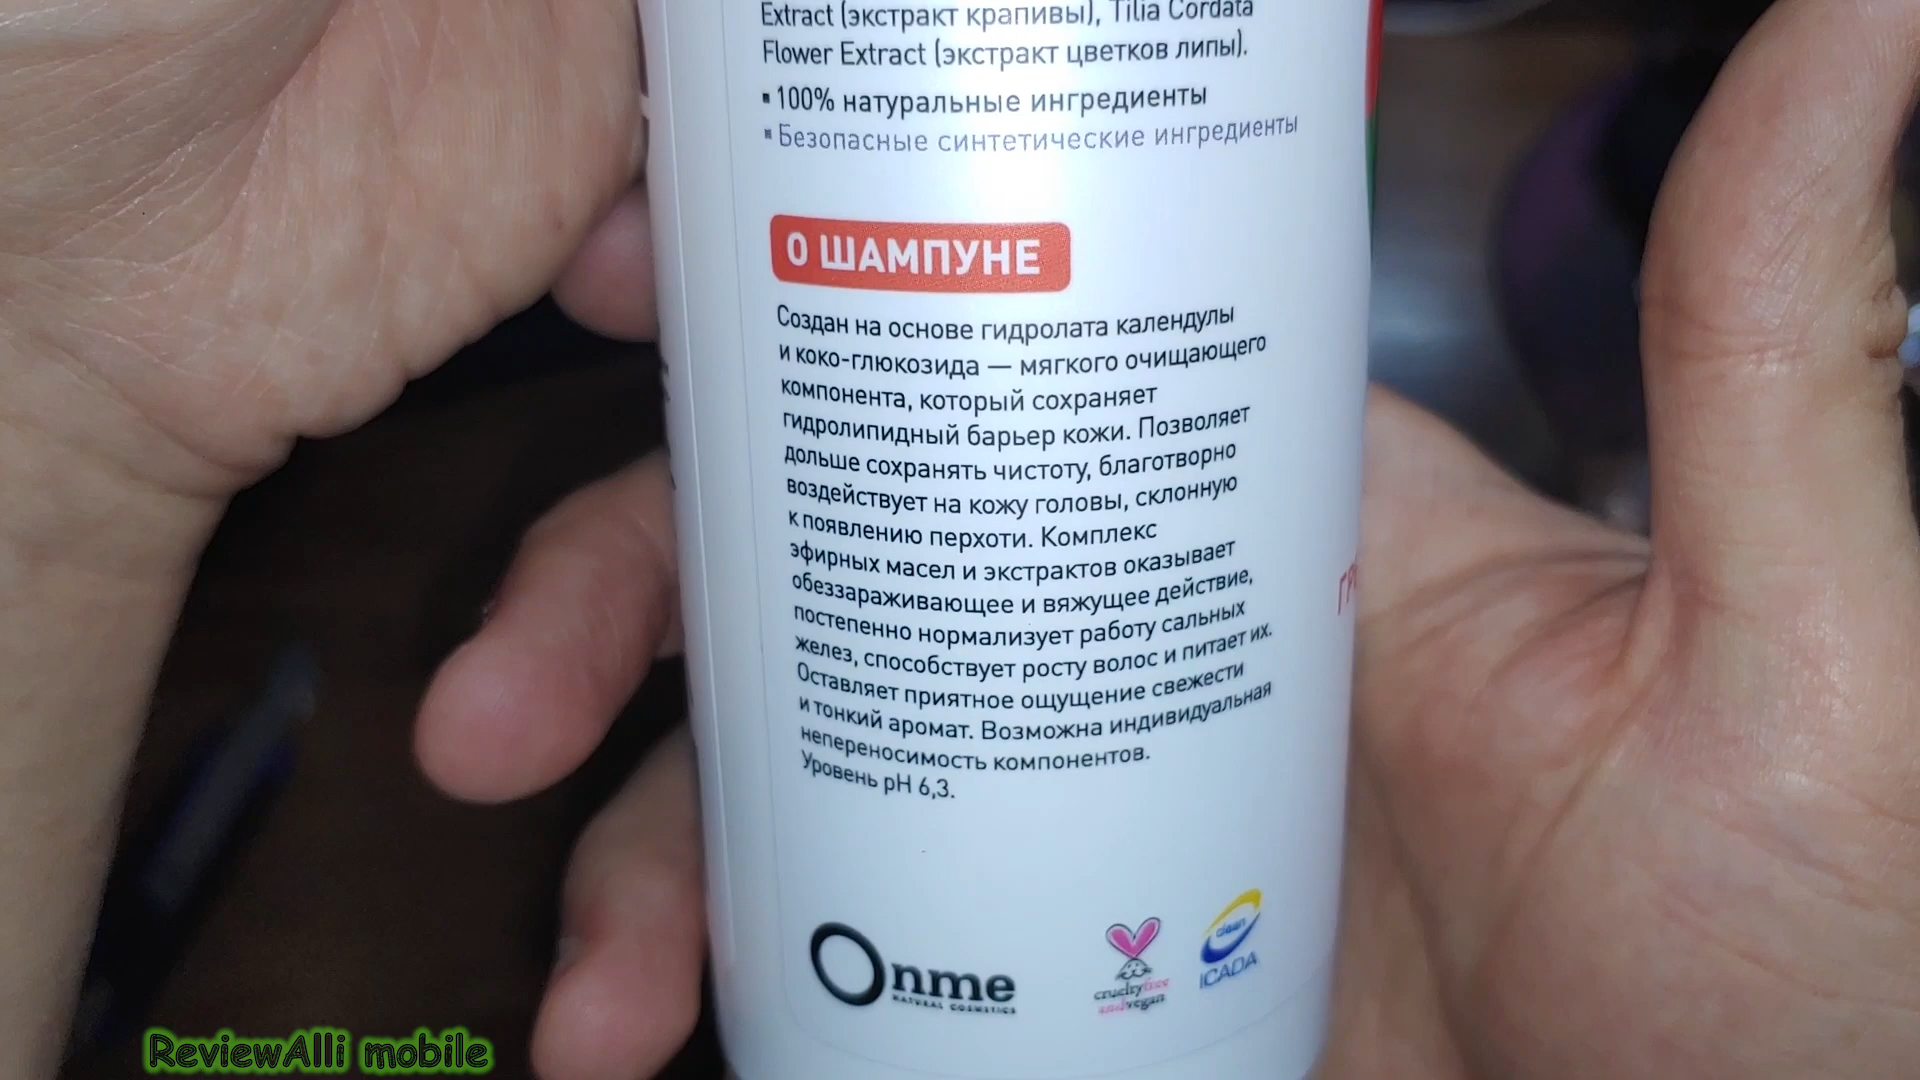 Extract (экстракт крапивы), Tilia Cordata
Flower Extract (экстракт цветков липы).
▪ 100% натуральные ингредиенты
▪ Безопасные синтетические ингредиенты
О ШАМПУНЕ
Создан на основе гидролата календулы
и коко-глюкозида — мягкого очищающего
компонента, который сохраняет
гидролипидный барьер кожи. Позволяет
дольше сохранять чистоту, благотворно
воздействует на кожу головы, склонную
к появлению перхоти. Комплекс
эфирных масел и экстрактов оказывает
обеззараживающее и вяжущее действие,
постепенно нормализует работу сальных
желез, способствует росту волос и питает их.
Оставляет приятное ощущение свежести
и тонкий аромат. Возможна индивидуальная
непереносимость компонентов.
Уровень pH 6,3.
Onme
NATURAL COSMETICS
crueltyfree
andvegan
clean
ICADA
ReviewAlli mobile